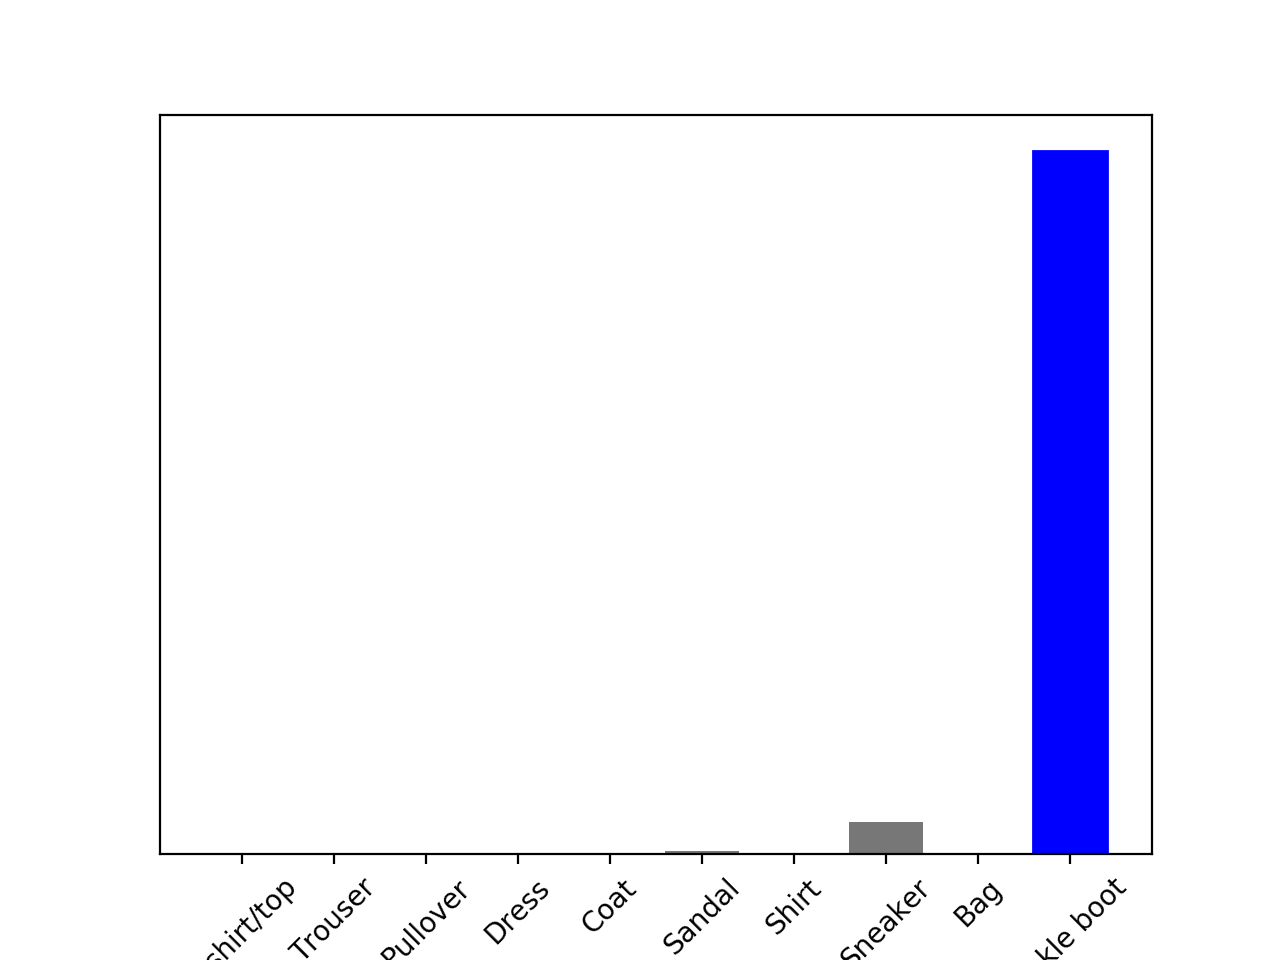 shirt/top
Trouser
Pullover
Dress
Coat
Sandal
Shirt
Sneaker
Bag
kle boot